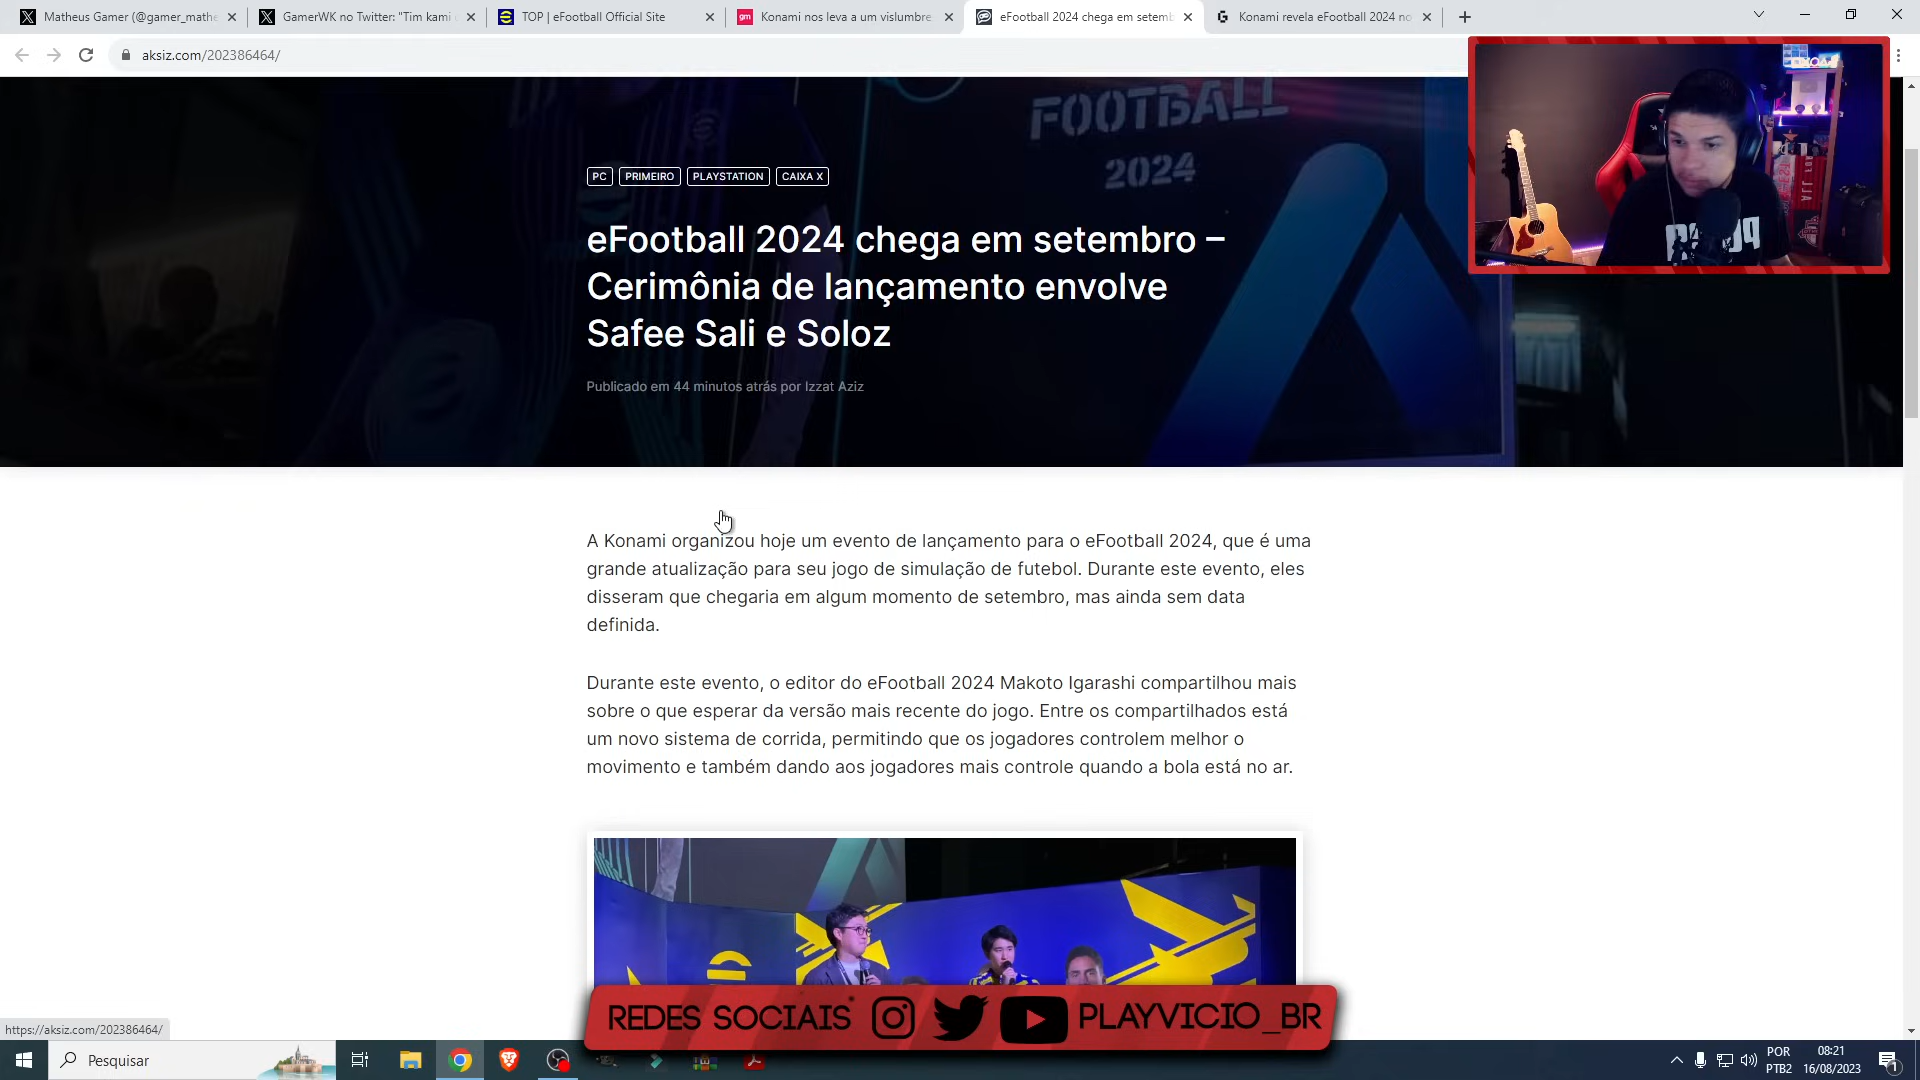 Matheus Gamer (@gamer_mathe
GamerWK no Twitter: "Tim kami
TOP | eFootball Official Site
gm
Konami nos leva a um vislumbre
eFootball 2024 chega em setemb
Konami revela eFootball 2024 no
aksiz.com/202386464/
FOOTBALL
2024
PC
PRIMEIRO
PLAYSTATION
CAIXA X
eFootball 2024 chega em setembro –
Cerimônia de lançamento envolve
Safee Sali e Soloz
Publicado em 44 minutos atrás por Izzat Aziz
A Konami organizou hoje um evento de lançamento para o eFootball 2024, que é uma
grande atualização para seu jogo de simulação de futebol. Durante este evento, eles
disseram que chegaria em algum momento de setembro, mas ainda sem data
definida.
Durante este evento, o editor do eFootball 2024 Makoto Igarashi compartilhou mais
sobre o que esperar da versão mais recente do jogo. Entre os compartilhados está
um novo sistema de corrida, permitindo que os jogadores controlem melhor o
movimento e também dando aos jogadores mais controle quando a bola está no ar.
REDES SOCIAIS
PLAYVICIO_BR
https://aksiz.com/202386464/
Pesquisar
POR
PTB2
08:21
16/08/2023
1